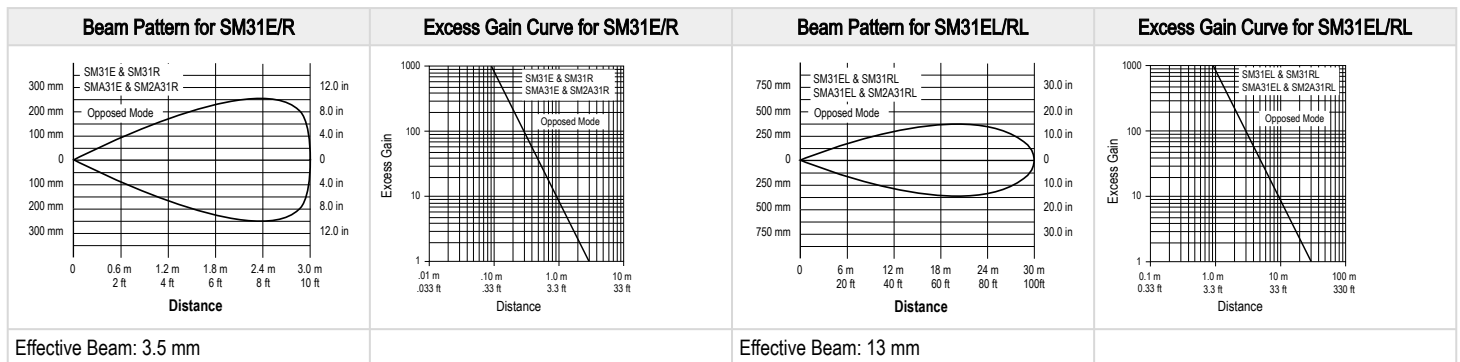 Beam Pattern for SM31E/R
Excess Gain Curve for SM31E/R
Beam Pattern for SM31EL/RL
Excess Gain Curve for SM31EL/RL
SM31E & SM31R
SMA31E & SM2A31R
Opposed Mode
300 mm
200 mm
100 mm
0
100 mm
200 mm
300 mm
12.0 in
8.0 in
4.0 in
0
4.0 in
8.0 in
12.0 in
0 0.6 m 1.2 m 1.8 m 2.4 m 3.0 m
2 ft 4 ft 6 ft 8 ft 10 ft
Distance
SM31E & SM31R
SMA31E & SM2A31R
Opposed Mode
Excess Gain
1000
100
10
1
.01 m .10 m 1.0 m 10 m
.033 ft .33 ft 3.3 ft 33 ft
Distance
SM31EL & SM31RL
SMA31EL & SM2A31RL
Opposed Mode
750 mm
500 mm
250 mm
0
250 mm
500 mm
750 mm
30.0 in
20.0 in
10.0 in
0
10.0 in
20.0 in
30.0 in
0 6 m 12 m 18 m 24 m 30 m
20 ft 40 ft 60 ft 80 ft 100ft
Distance
SM31EL & SM31RL
SMA31EL & SM2A31RL
Opposed Mode
Excess Gain
1000
100
10
1
0.1 m 1.0 m 10 m 100 m
0.33 ft 3.3 ft 33 ft 330 ft
Distance
Effective Beam: 3.5 mm
Effective Beam: 13 mm